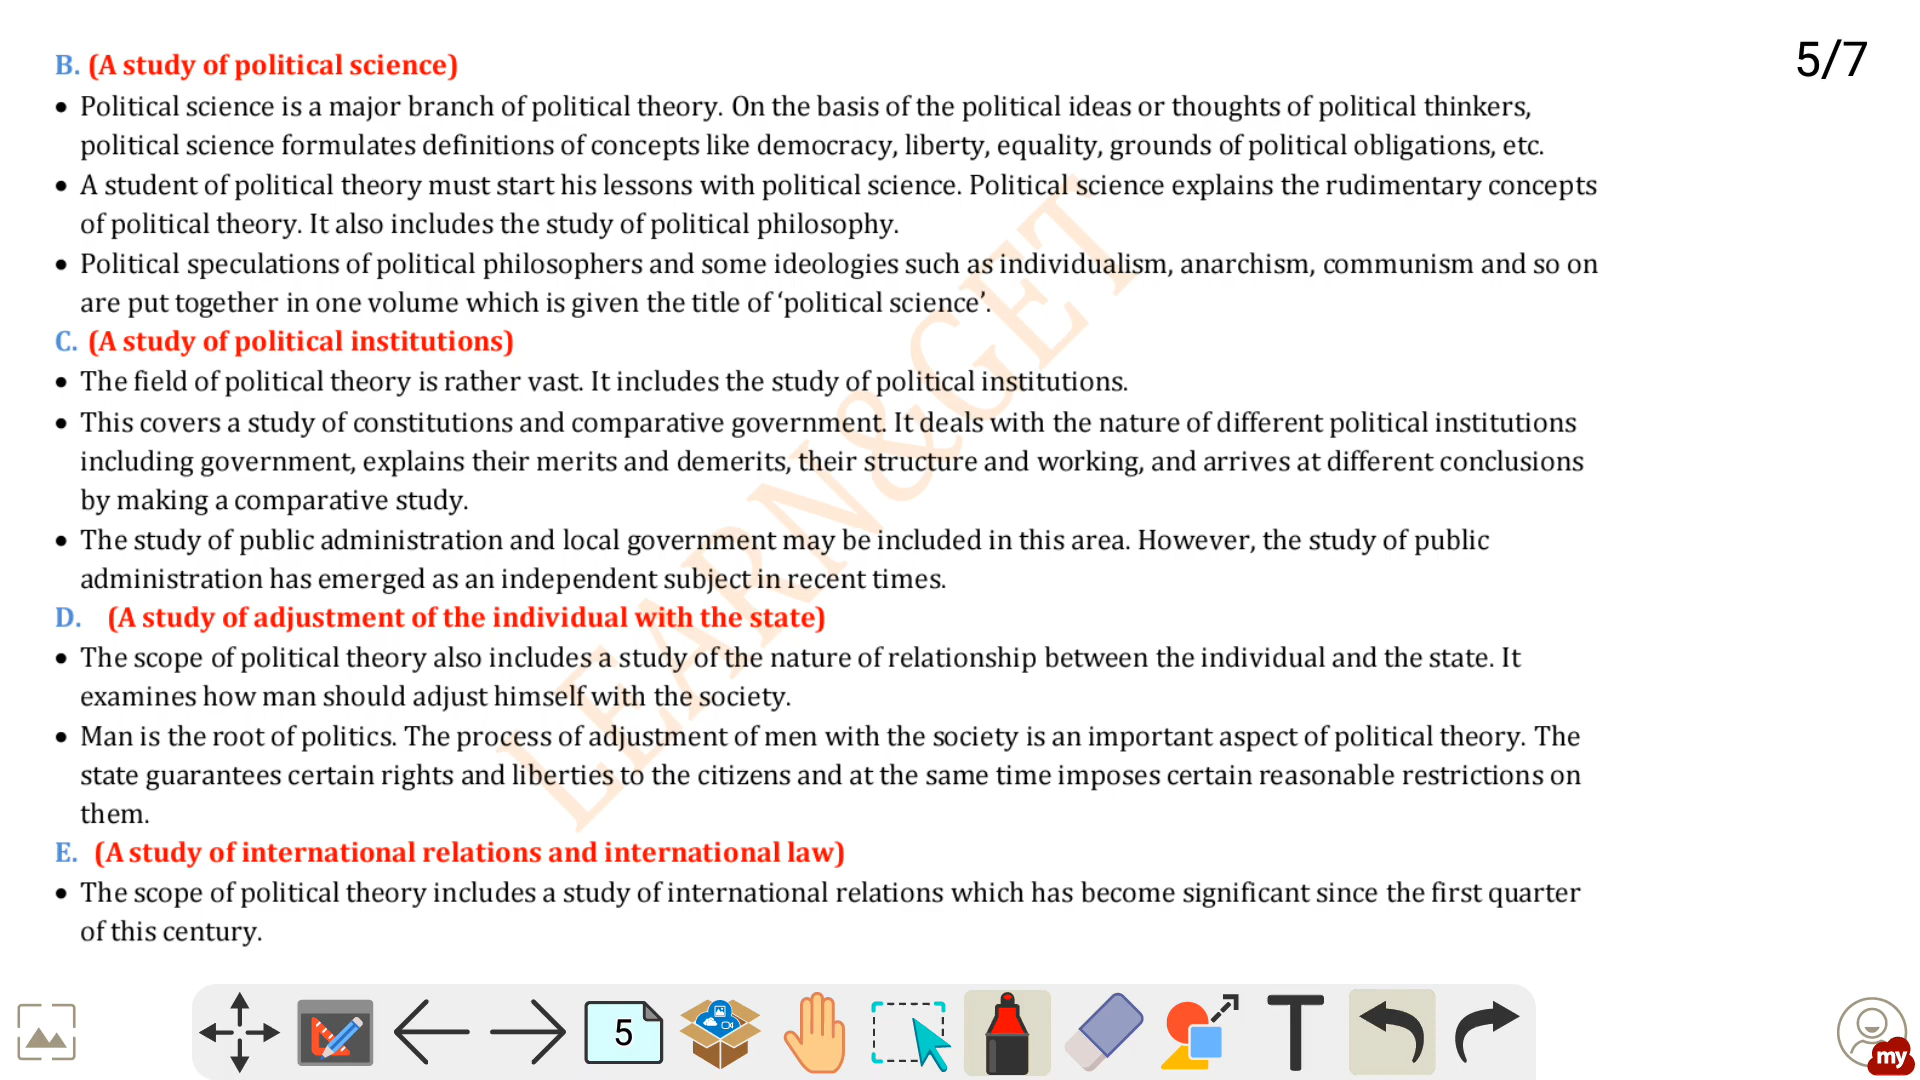 5/7
B. (A study of political science)
• Political science is a major branch of political theory. On the basis of the political ideas or thoughts of political thinkers,
political science formulates definitions of concepts like democracy, liberty, equality, grounds of political obligations, etc.
• A student of political theory must start his lessons with political science. Political science explains the rudimentary concepts
of political theory. It also includes the study of political philosophy.
• Political speculations of political philosophers and some ideologies such as individualism, anarchism, communism and so on
are put together in one volume which is given the title of ‘political science’.
C. (A study of political institutions)
• The field of political theory is rather vast. It includes the study of political institutions.
• This covers a study of constitutions and comparative government. It deals with the nature of different political institutions
including government, explains their merits and demerits, their structure and working, and arrives at different conclusions
by making a comparative study.
• The study of public administration and local government may be included in this area. However, the study of public
administration has emerged as an independent subject in recent times.
D. (A study of adjustment of the individual with the state)
• The scope of political theory also includes a study of the nature of relationship between the individual and the state. It
examines how man should adjust himself with the society.
• Man is the root of politics. The process of adjustment of men with the society is an important aspect of political theory. The
state guarantees certain rights and liberties to the citizens and at the same time imposes certain reasonable restrictions on
them.
E. (A study of international relations and international law)
• The scope of political theory includes a study of international relations which has become significant since the first quarter
of this century.
LEARN&GET
5
T
my